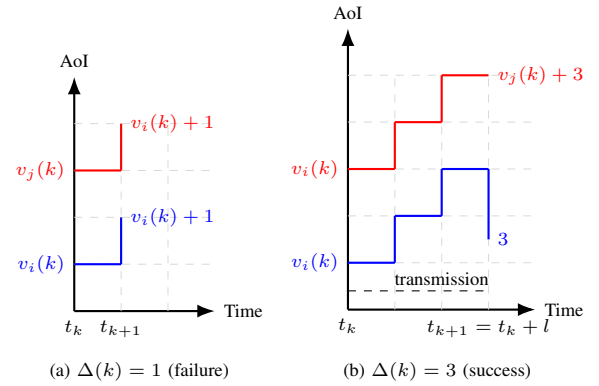 AoI
v_i(k) + 1
v_j(k)
v_i(k) + 1
v_i(k)
Time
t_k
t_{k+1}
(a) Δ(k) = 1 (failure)
AoI
v_j(k) + 3
v_i(k)
3
v_i(k)
transmission
Time
t_k
t_{k+1} = t_k + l
(b) Δ(k) = 3 (success)